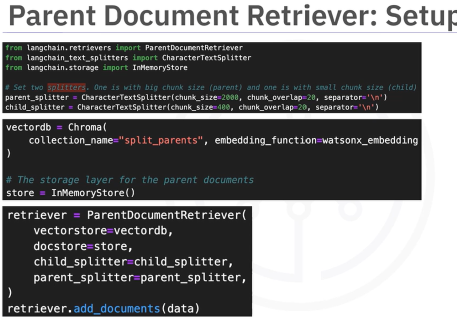 Parent Document Retriever: Setup
from langchain.retrievers import ParentDocumentRetriever
from langchain_text_splitters import CharacterTextSplitter
from langchain.storage import InMemoryStore
# Set two splitters. One is with big chunk size (parent) and one is with small chunk size (child)
parent_splitter = CharacterTextSplitter(chunk_size=2000, chunk_overlap=20, separator='\n')
child_splitter = CharacterTextSplitter(chunk_size=400, chunk_overlap=20, separator='\n')
vectordb = Chroma(
    collection_name="split_parents", embedding_function=watsonx_embedding
)
# The storage layer for the parent documents
store = InMemoryStore()
retriever = ParentDocumentRetriever(
    vectorstore=vectordb,
    docstore=store,
    child_splitter=child_splitter,
    parent_splitter=parent_splitter,
)
retriever.add_documents(data)